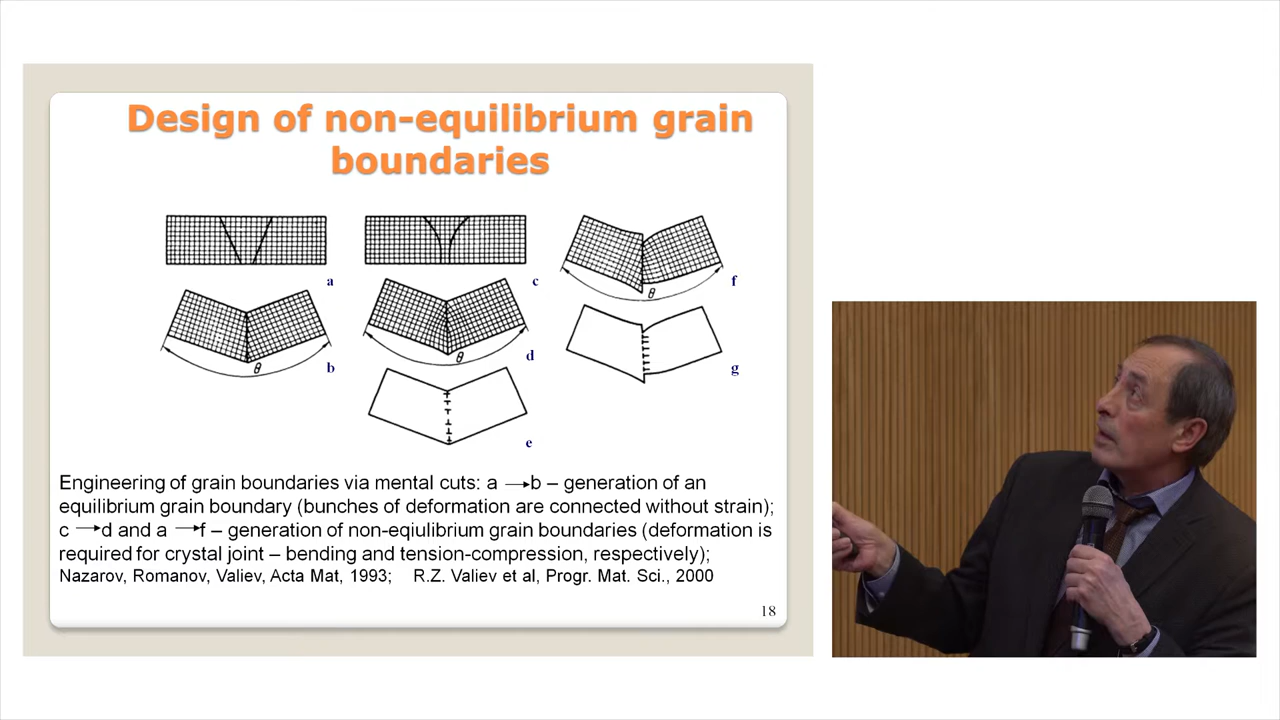 Design of non-equilibrium grain
boundaries
a
c
f
θ
b
θ
d
θ
g
e
Engineering of grain boundaries via mental cuts: a → b – generation of an
equilibrium grain boundary (bunches of deformation are connected without strain);
c → d and a → f – generation of non-eqiulibrium grain boundaries (deformation is
required for crystal joint – bending and tension-compression, respectively);
Nazarov, Romanov, Valiev, Acta Mat, 1993; R.Z. Valiev et al, Progr. Mat. Sci., 2000
18